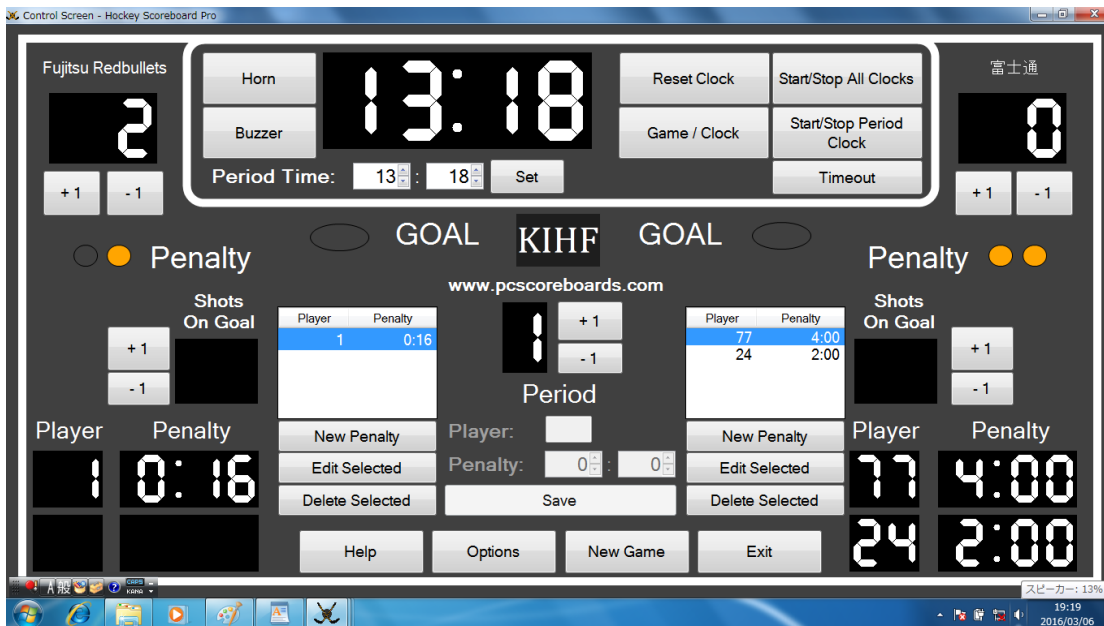 Control Screen - Hockey Scoreboard Pro
Fujitsu Redbullets
2
+ 1
- 1
Horn
Buzzer
13:18
Reset Clock
Start/Stop All Clocks
Game / Clock
Start/Stop Period
Clock
Timeout
Period Time:
13 : 18
Set
富士通
0
+ 1
- 1
GOAL
KIHF
GOAL
Penalty
Penalty
www.pcscoreboards.com
Shots
On Goal
+ 1
- 1
Player Penalty
1 0:16
1
+ 1
- 1
Period
Player Penalty
77 4:00
24 2:00
Shots
On Goal
+ 1
- 1
Player Penalty
1 0:16
New Penalty
Edit Selected
Delete Selected
Player:
Penalty: 0 : 0
Save
New Penalty
Edit Selected
Delete Selected
Player Penalty
77 4:00
24 2:00
Help
Options
New Game
Exit
A 般
CAPS
KANA
スピーカー: 13%
19:19
2016/03/06